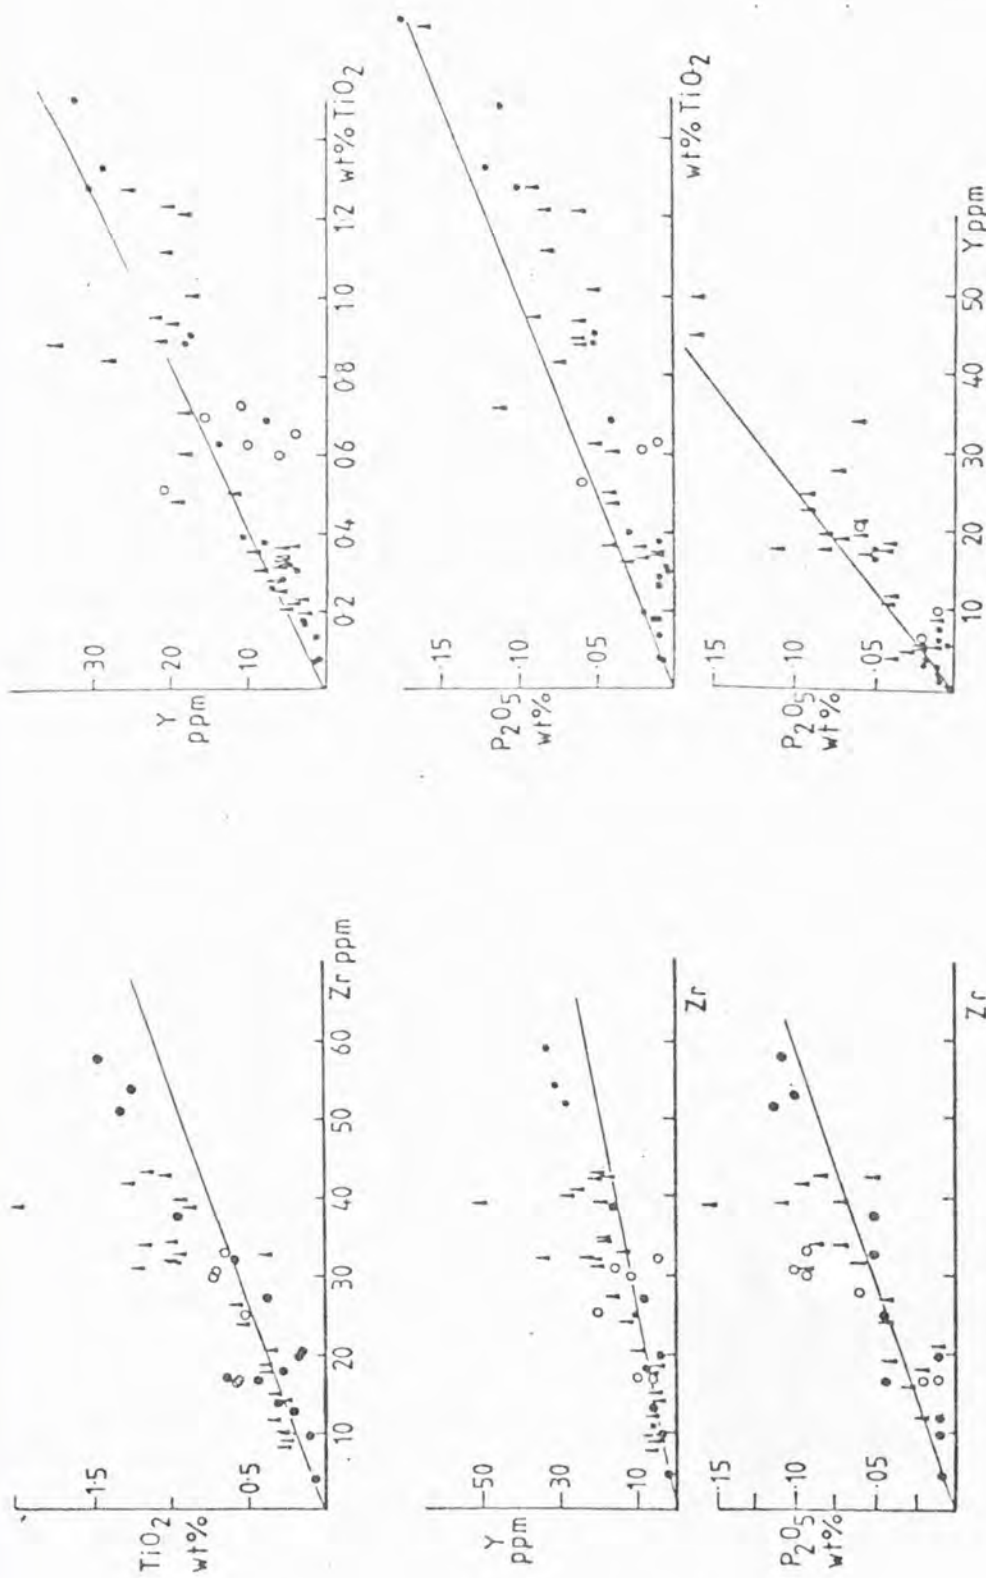 TiO2
wt%
1·5
0·5
10 20 30 40 50 60 Zr ppm
Y
ppm
30
20
10
0·2 0·4 0·6 0·8 1·0 1·2 wt% TiO2
Y
ppm
50
30
10
Zr
P2O5
wt%
·15
·10
·05
wt% TiO2
P2O5
wt%
·15
·10
·05
Zr
P2O5
wt%
·15
·10
·05
10 20 30 40 50 Y ppm